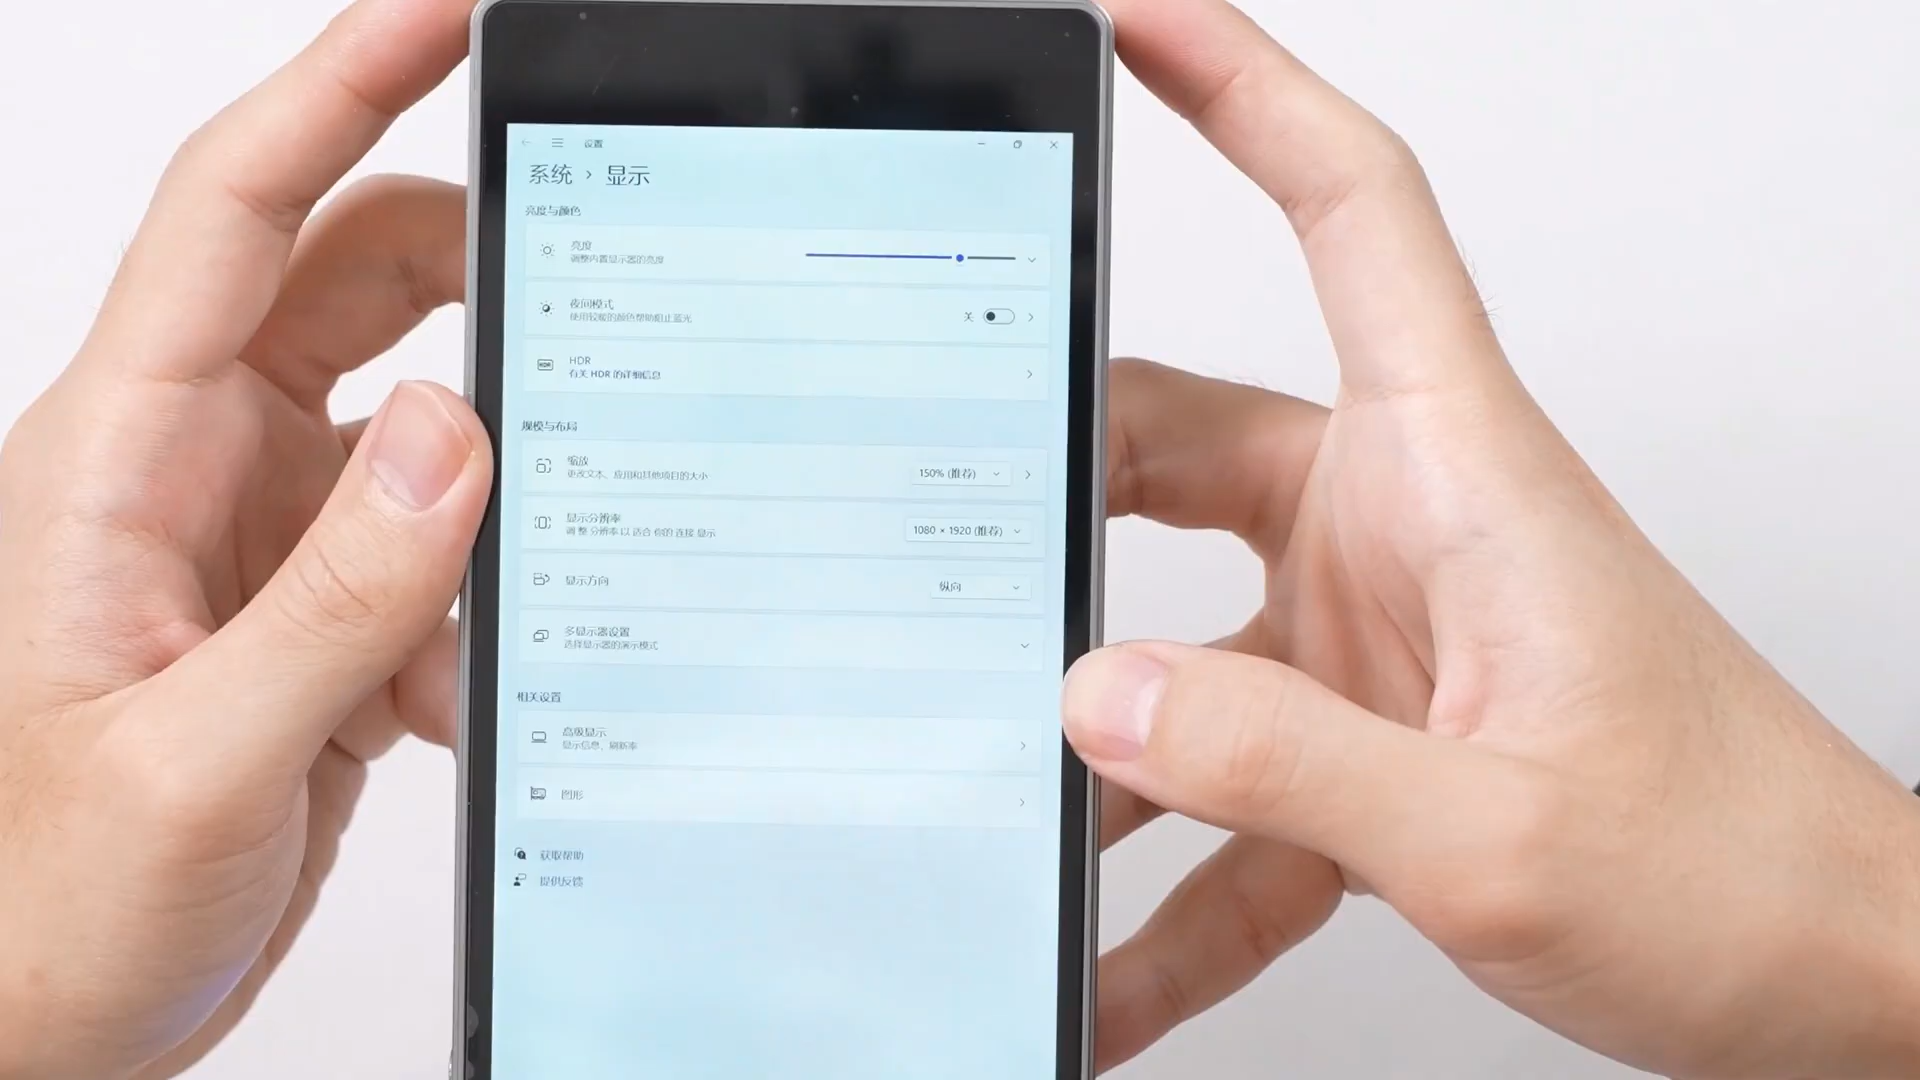 设置
系统 › 显示
亮度与颜色
亮度
调整内置显示器的亮度
夜间模式
使用较暖的颜色帮助阻止蓝光
关
HDR
HDR
有关 HDR 的详细信息
规模与布局
缩放
更改文本、应用和其他项目的大小
150% (推荐)
显示分辨率
调 整 分辨率 以 适合 你的 连接 显示
1080 × 1920 (推荐)
显示方向
纵向
多显示器设置
选择显示器的演示模式
相关设置
高级显示
显示信息、刷新率
图形
获取帮助
提供反馈